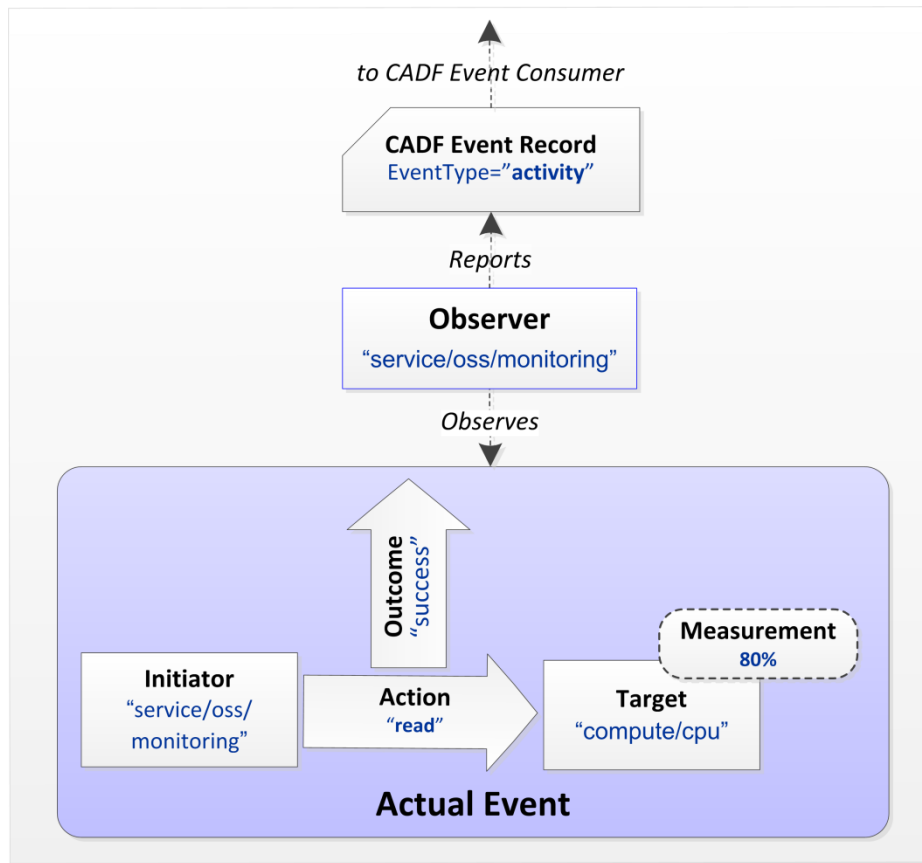 to CADF Event Consumer
CADF Event Record
EventType=”activity”
Reports
Observer
“service/oss/monitoring”
Observes
Outcome
“success”
Measurement
80%
Initiator
“service/oss/
monitoring”
Action
“read”
Target
“compute/cpu”
Actual Event